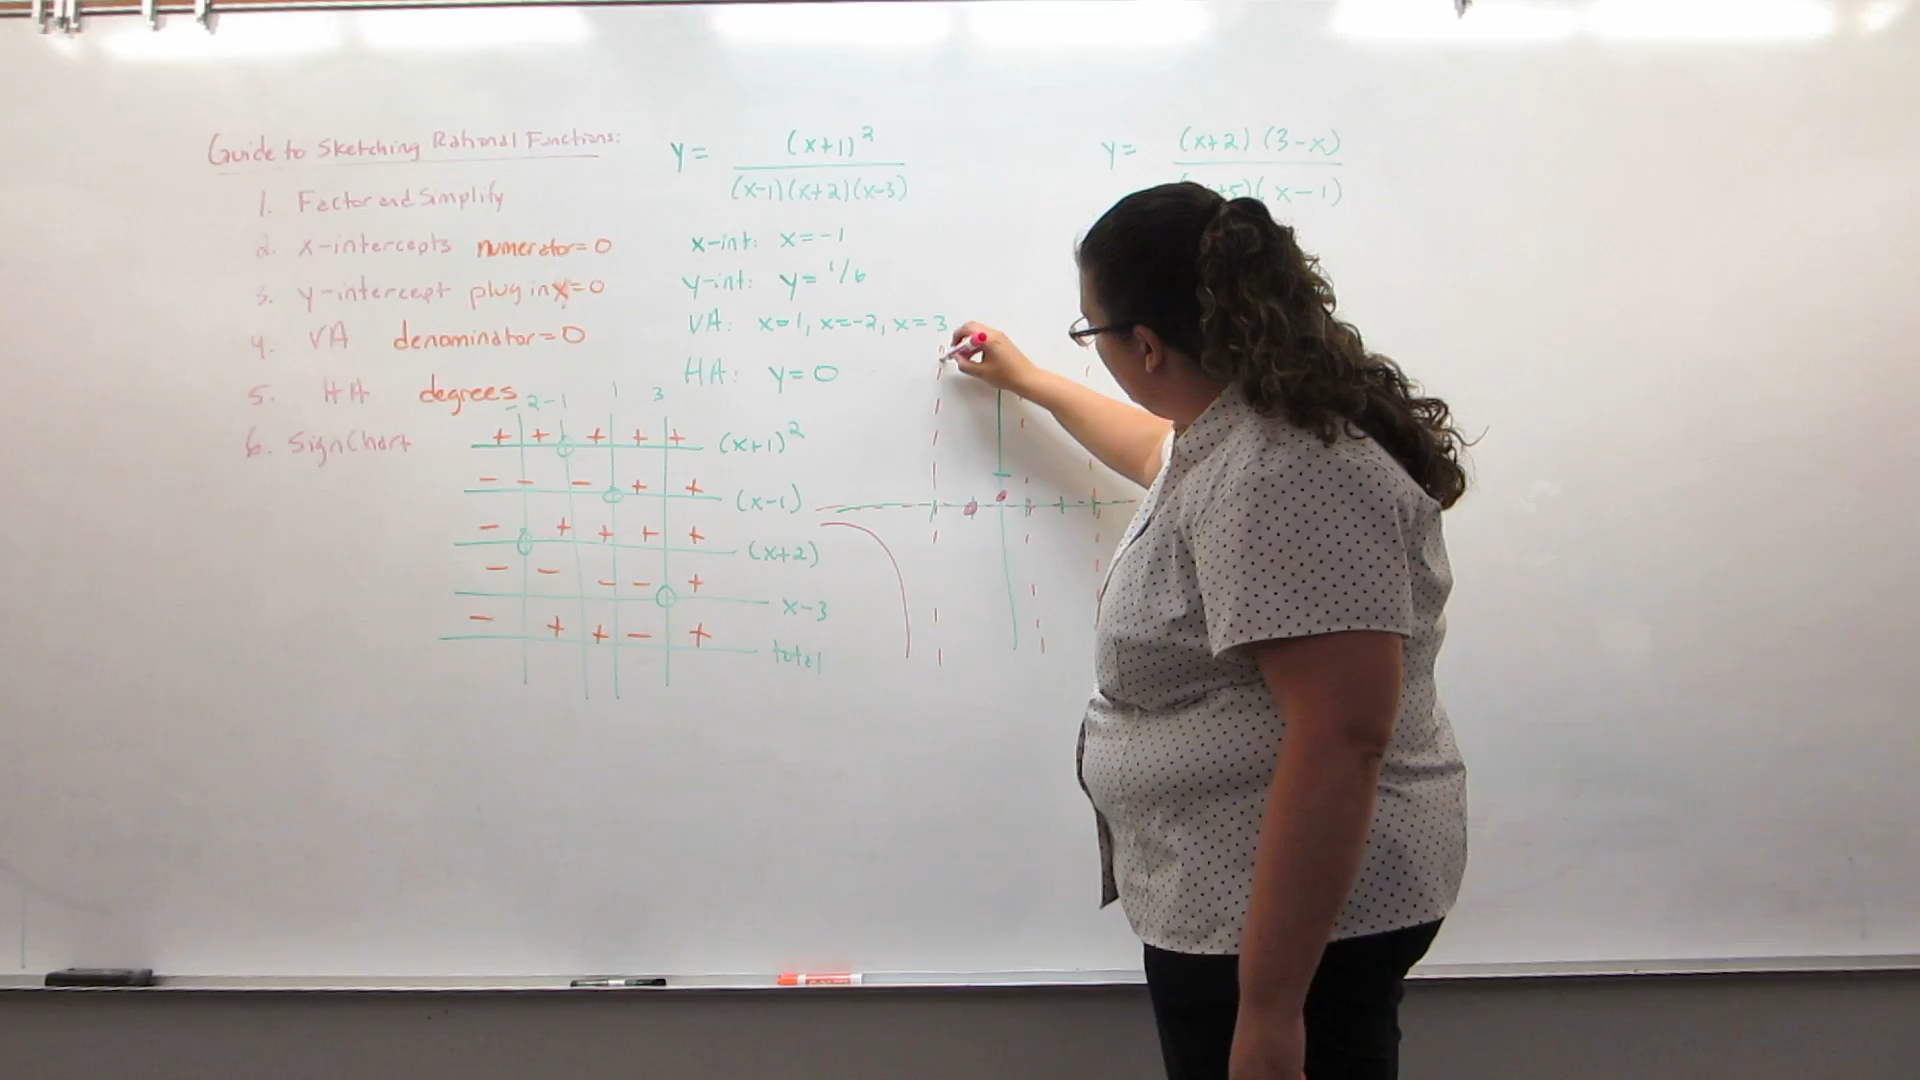 Guide to Sketching Rational Functions:
1. Factor and Simplify
2. x-intercepts numerator=0
3. y-intercept plug in x=0
4. VA denominator=0
5. HA degrees
6. Sign Chart
y= (x+1)²
(x-1)(x+2)(x-3)
x-int: x=-1
y-int: y= 1/6
VA: x=1, x=-2, x=3
HA: y=0
-2 -1 1 3
+ + + + + (x+1)²
- - - + + (x-1)
- + + + + (x+2)
- - - - + x-3
- + + - + total
y= (x+2)(3-x)
+5)(x-1)